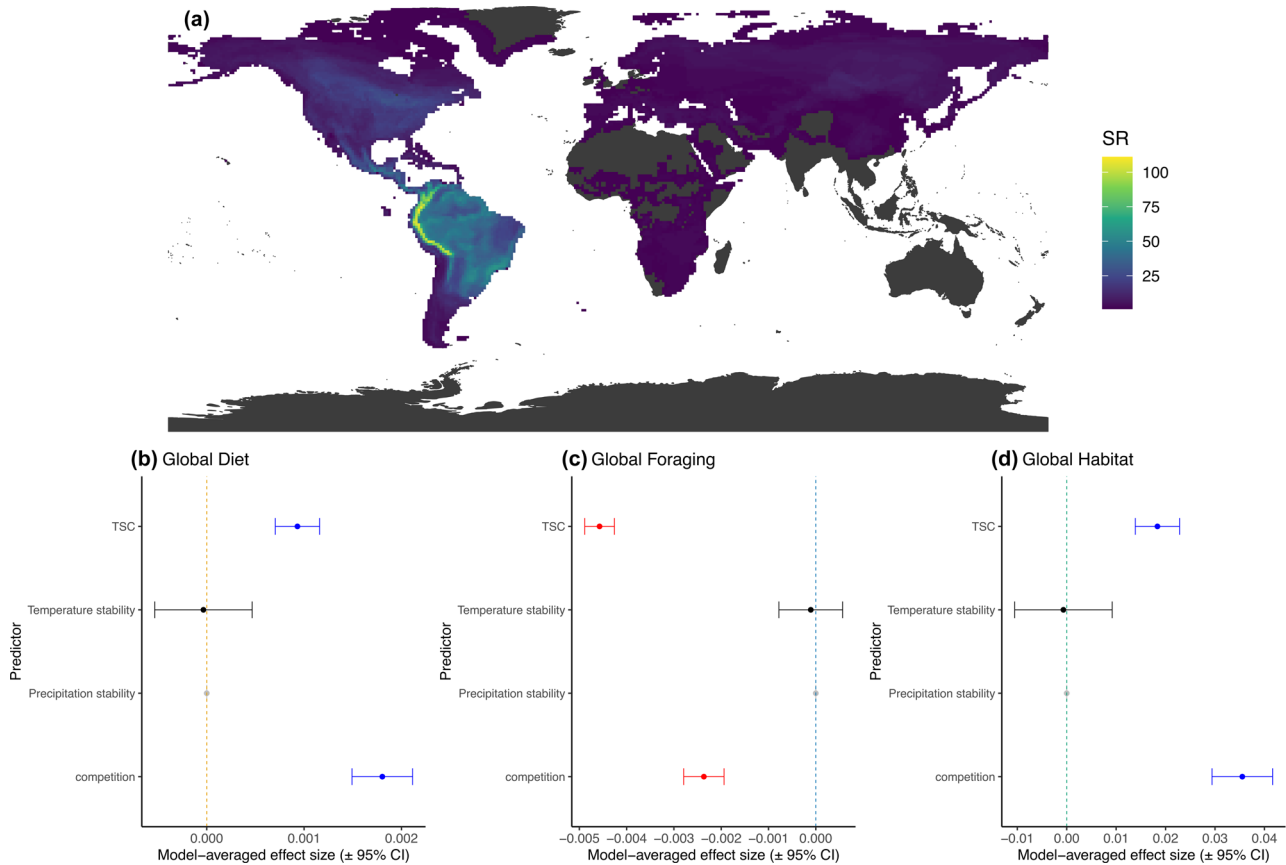 (a)
SR
100
75
50
25
(b) Global Diet
Predictor
TSC
Temperature stability
Precipitation stability
competition
0.000 0.001 0.002
Model−averaged effect size (± 95% CI)
(c) Global Foraging
Predictor
TSC
Temperature stability
Precipitation stability
competition
−0.005 −0.004 −0.003 −0.002 −0.001 0.000
Model−averaged effect size (± 95% CI)
(d) Global Habitat
Predictor
TSC
Temperature stability
Precipitation stability
competition
−0.01 0.00 0.01 0.02 0.03 0.04
Model−averaged effect size (± 95% CI)